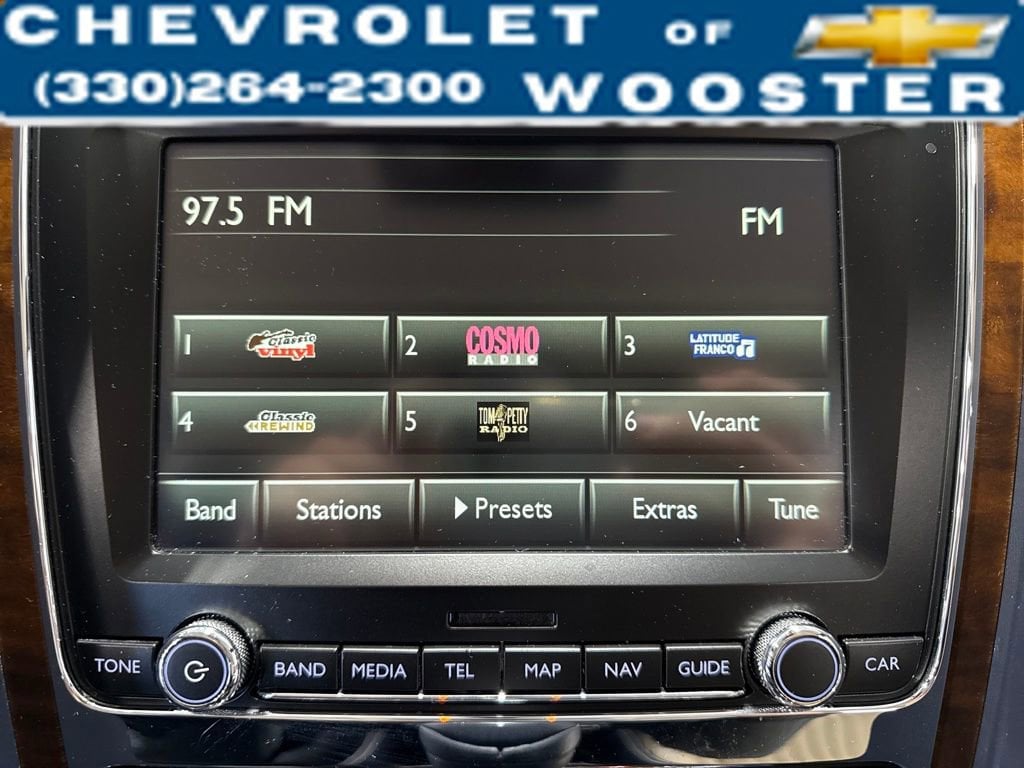 CHEVROLET OF
(330)264-2300 WOOSTER
97.5 FM
FM
1 Classic Vinyl
2 COSMO RADIO
3 LATITUDE FRANCO
4 Classic REWIND
5 TOM PETTY RADIO
6 Vacant
Band Stations Presets Extras Tune
TONE BAND MEDIA TEL MAP NAV GUIDE CAR